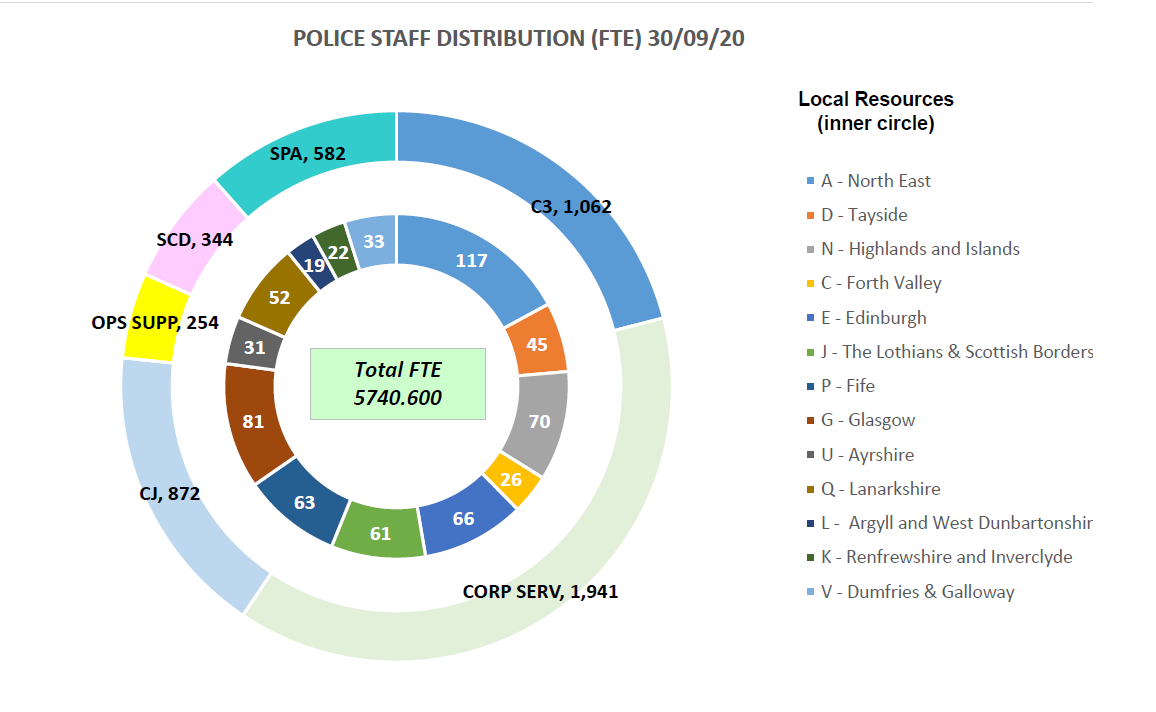 POLICE STAFF DISTRIBUTION (FTE) 30/09/20
Local Resources
(inner circle)
SPA, 582
C3, 1,062
SCD, 344
OPS SUPP, 254
CJ, 872
CORP SERV, 1,941
117
45
70
26
66
61
63
81
31
52
19
22
33
Total FTE
5740.600
A - North East
D - Tayside
N - Highlands and Islands
C - Forth Valley
E - Edinburgh
J - The Lothians & Scottish Borders
P - Fife
G - Glasgow
U - Ayrshire
Q - Lanarkshire
L -  Argyll and West Dunbartonshir
K - Renfrewshire and Inverclyde
V - Dumfries & Galloway